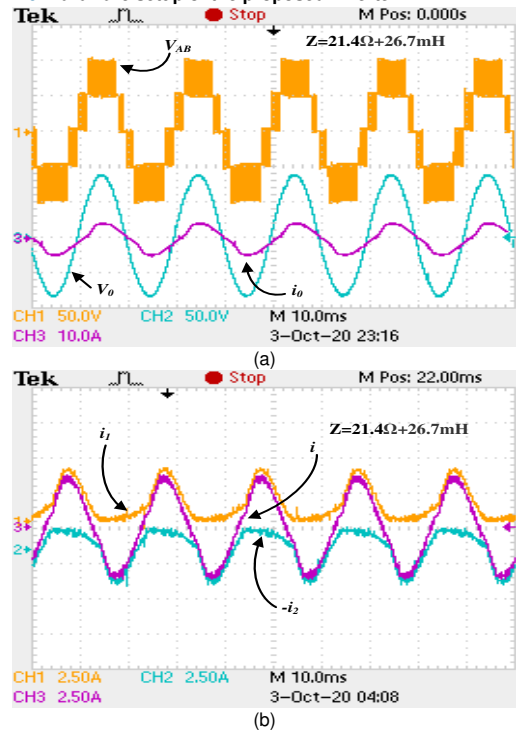 Tek Stop M Pos: 0.000s
Z=21.4Ω+26.7mH
V_AB
1
3
V_0
i_0
CH1 50.0V CH2 50.0V M 10.0ms
CH3 10.0A 3-Oct-20 23:16
(a)
Tek Stop M Pos: 22.00ms
Z=21.4Ω+26.7mH
i_1
i
1
3
2
-i_2
CH1 2.50A CH2 2.50A M 10.0ms
CH3 2.50A 3-Oct-20 04:08
(b)